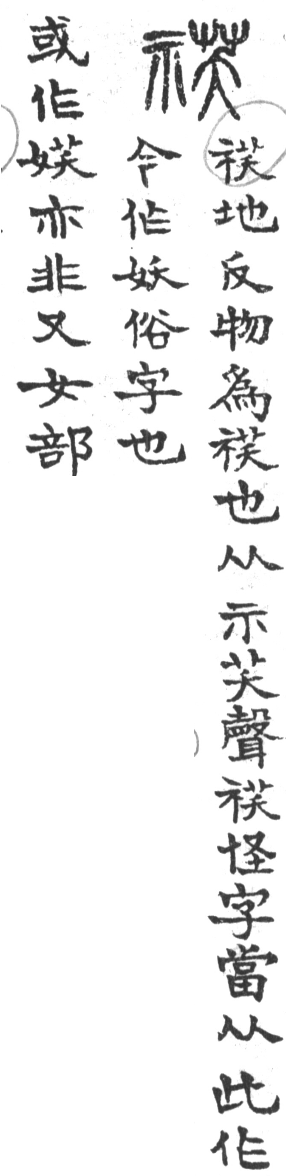 䄏䄏地反物爲䄏也从示芺聲䄏怪字當从此作
今作妖俗字也
或作𡝩亦非又女部